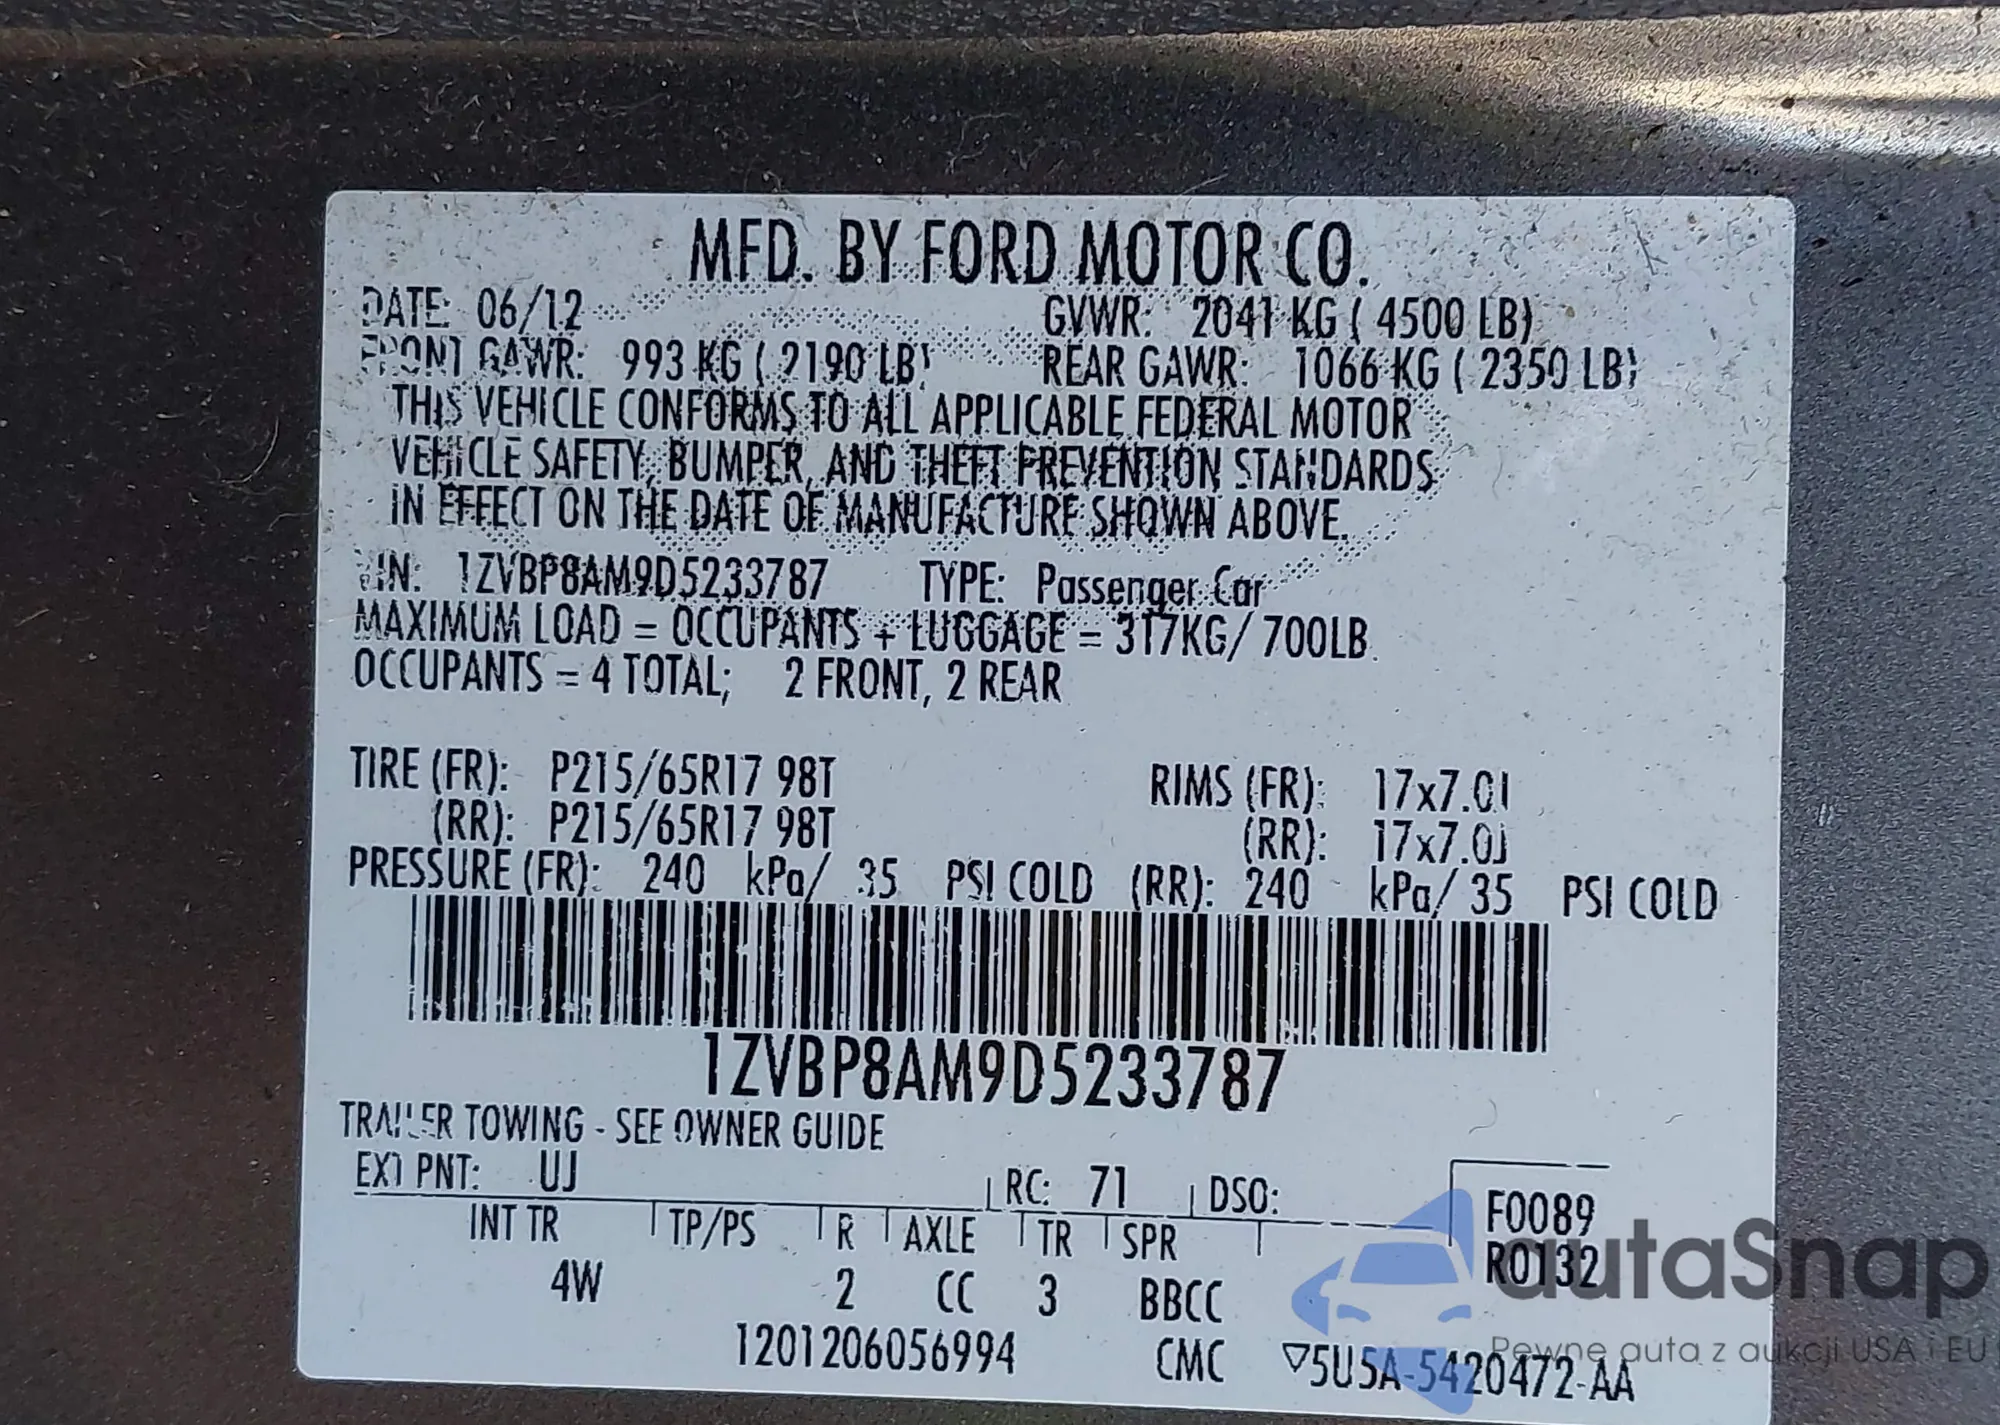 MFD. BY FORD MOTOR CO.
DATE: 06/12 GVWR: 2041 KG ( 4500 LB)
FRONT GAWR: 993 KG ( 2190 LB) REAR GAWR: 1066 KG ( 2350 LB)
THIS VEHICLE CONFORMS TO ALL APPLICABLE FEDERAL MOTOR
VEHICLE SAFETY, BUMPER, AND THEFT PREVENTION STANDARDS
IN EFFECT ON THE DATE OF MANUFACTURE SHOWN ABOVE.
VIN: 1ZVBP8AM9D5233787 TYPE: Passenger Car
MAXIMUM LOAD = OCCUPANTS + LUGGAGE = 317KG/ 700LB
OCCUPANTS = 4 TOTAL; 2 FRONT, 2 REAR
TIRE (FR): P215/65R17 98T RIMS (FR): 17x7.0J
(RR): P215/65R17 98T (RR): 17x7.0J
PRESSURE (FR): 240 kPa/ 35 PSI COLD (RR): 240 kPa/ 35 PSI COLD
1ZVBP8AM9D5233787
TRAILER TOWING - SEE OWNER GUIDE
EXT PNT: UJ RC: 71 DSO:
INT TR TP/PS R AXLE TR SPR F0089
4W 2 CC 3 BBCC R0132
1201206056994 CMC ▽5U5A-5420472-AA
autaSnap
Pewne auta z aukcji USA i EU